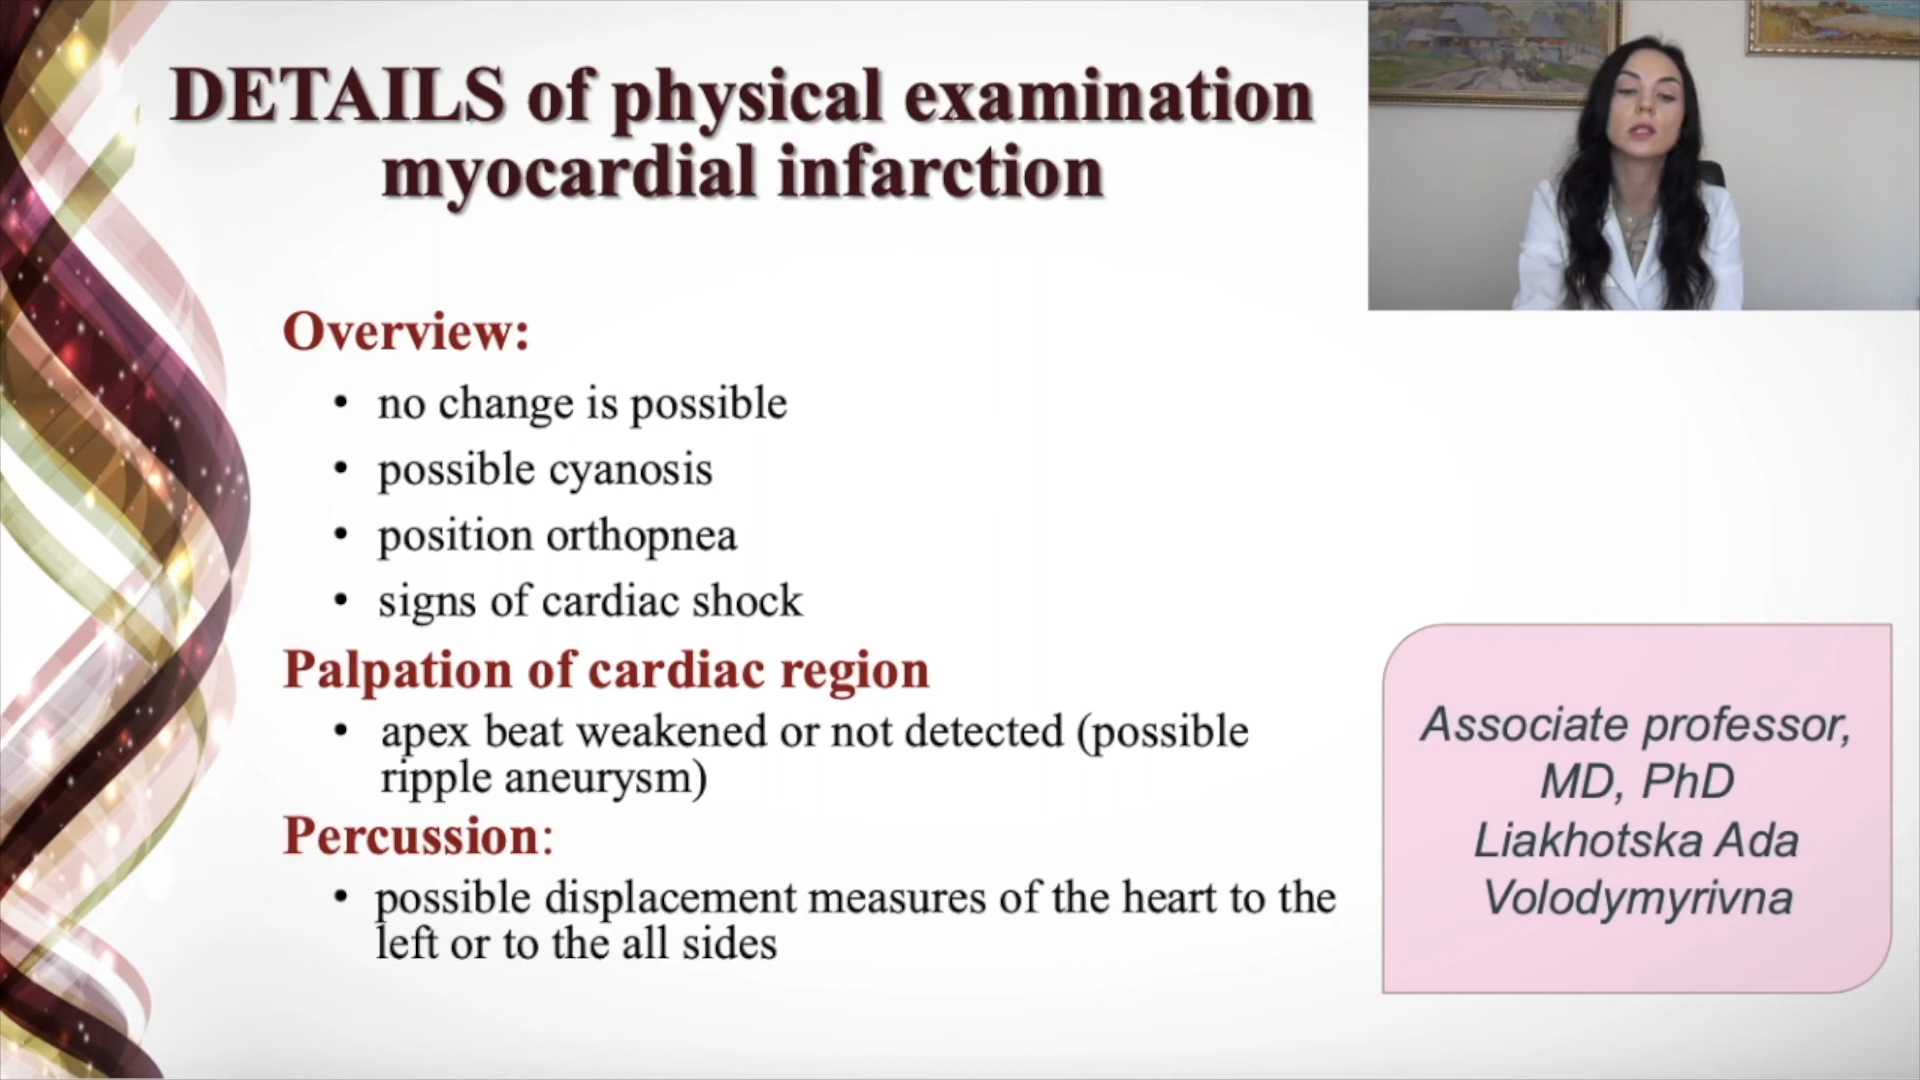 DETAILS of physical examination
myocardial infarction
Overview:
• no change is possible
• possible cyanosis
• position orthopnea
• signs of cardiac shock
Palpation of cardiac region
• apex beat weakened or not detected (possible
ripple aneurysm)
Percussion:
• possible displacement measures of the heart to the
left or to the all sides
Associate professor,
MD, PhD
Liakhotska Ada
Volodymyrivna